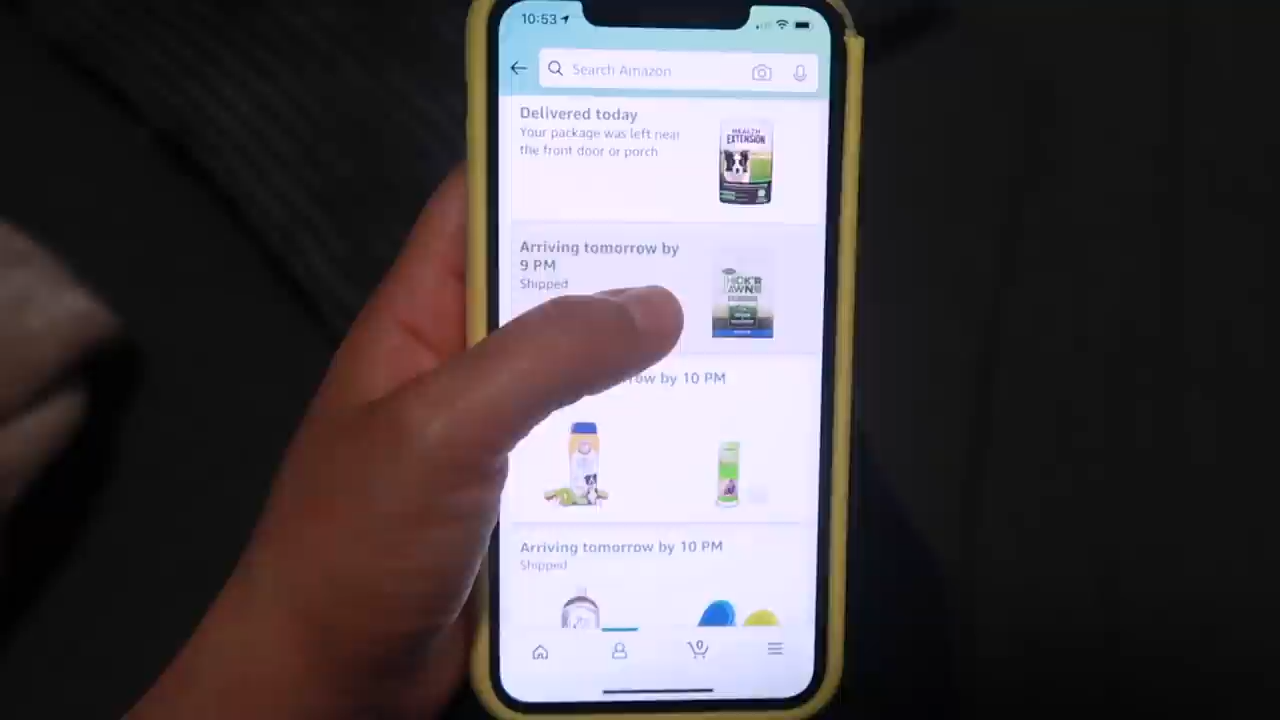 10:53
Search Amazon
Delivered today
Your package was left near
the front door or porch
HEALTH
EXTENSION
Arriving tomorrow by
9 PM
Shipped
row by 10 PM
Arriving tomorrow by 10 PM
Shipped
0